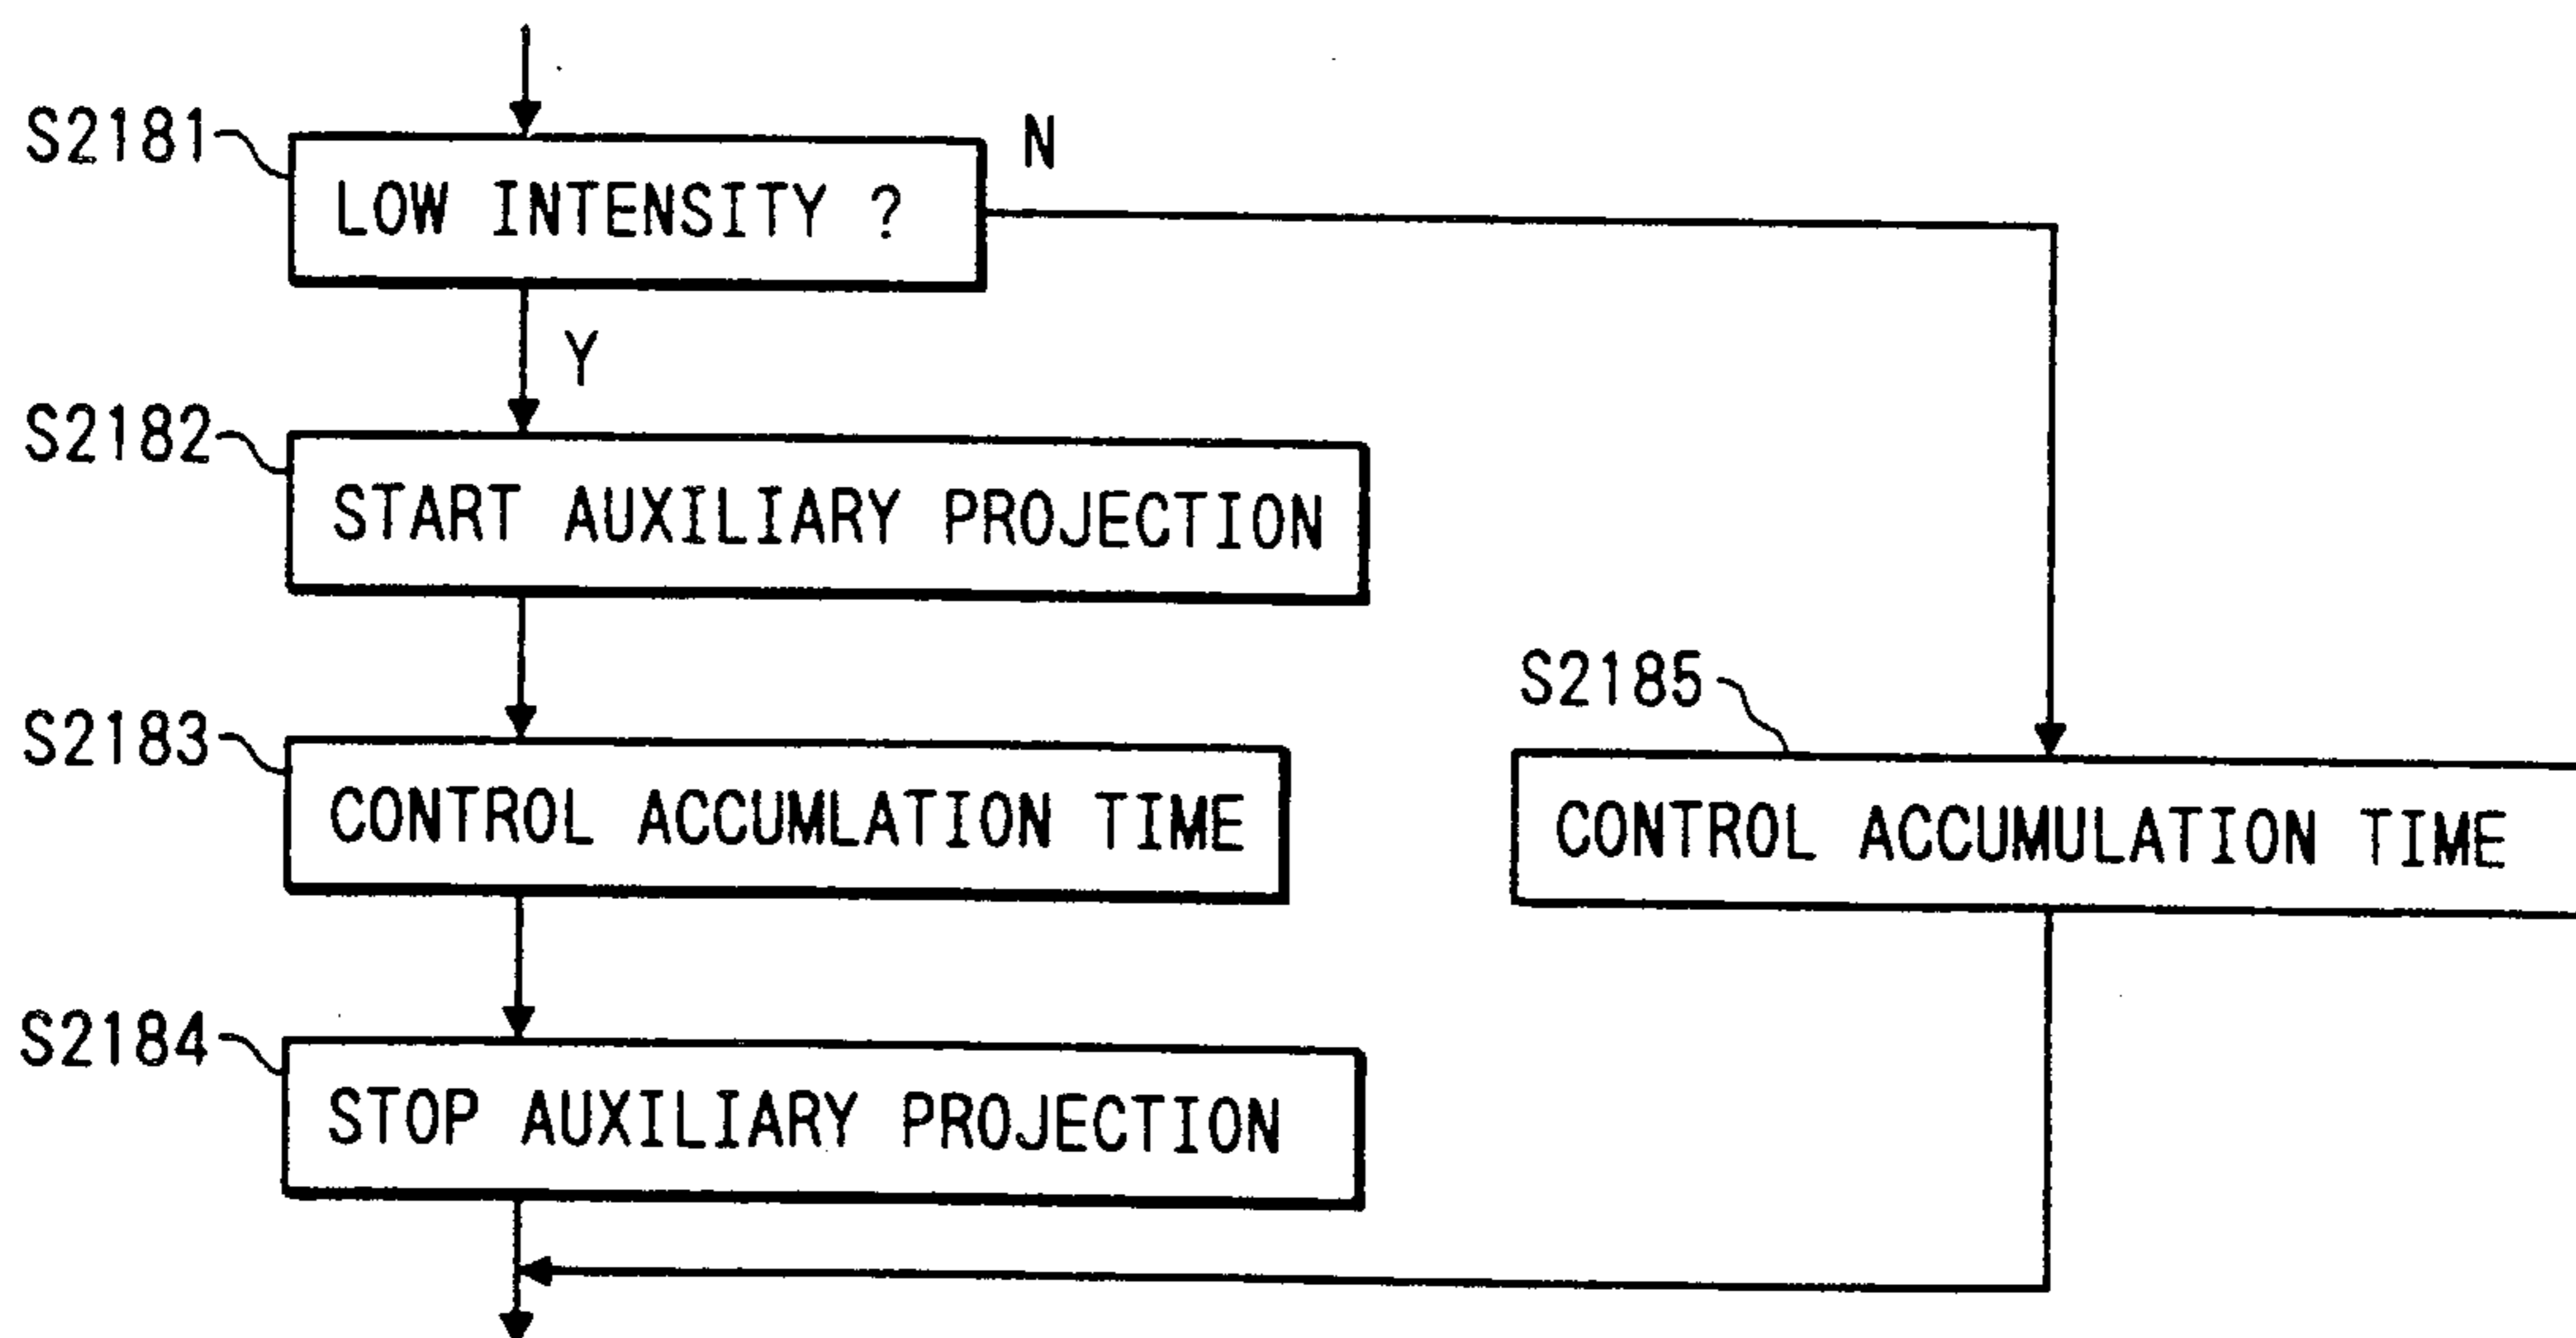 S2181
LOW INTENSITY ?
N
Y
S2182
START AUXILIARY PROJECTION
S2183
CONTROL ACCUMLATION TIME
S2185
CONTROL ACCUMULATION TIME
S2184
STOP AUXILIARY PROJECTION